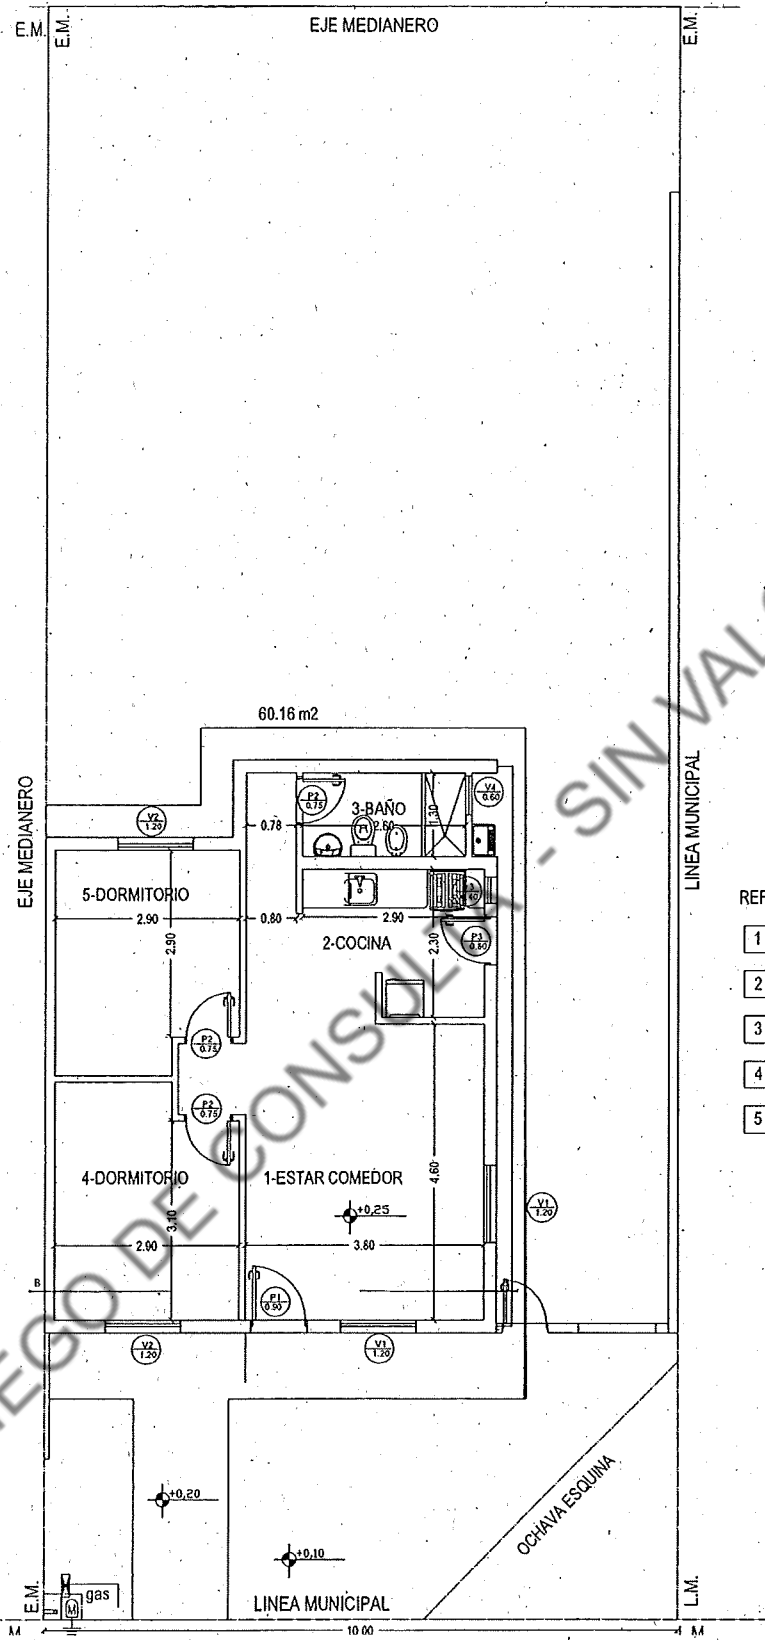 E.M.
E.M.
EJE MEDIANERO
E.M.
60.16 m2
EJE MEDIANERO
LINEA MUNICIPAL
V2
1.20
P2
0.75
3-BAÑO
V4
0.60
0.78
2.60
1.30
5-DORMITORIO
2.90
2.90
0.80
2.90
2-COCINA
2.30
P3
0.80
REF
1
2
3
4
5
P2
0.75
P2
0.75
4-DORMITORIO
1-ESTAR COMEDOR
4.60
+0,25
3.10
2.90
3.80
V1
1.20
B
P1
0.90
V2
1.20
V1
1.20
+0,20
+0,10
OCHAVA ESQUINA
E.M.
gas
M
LINEA MUNICIPAL
L.M.
10.00
IEGO DE CONSULTA - SIN VAL